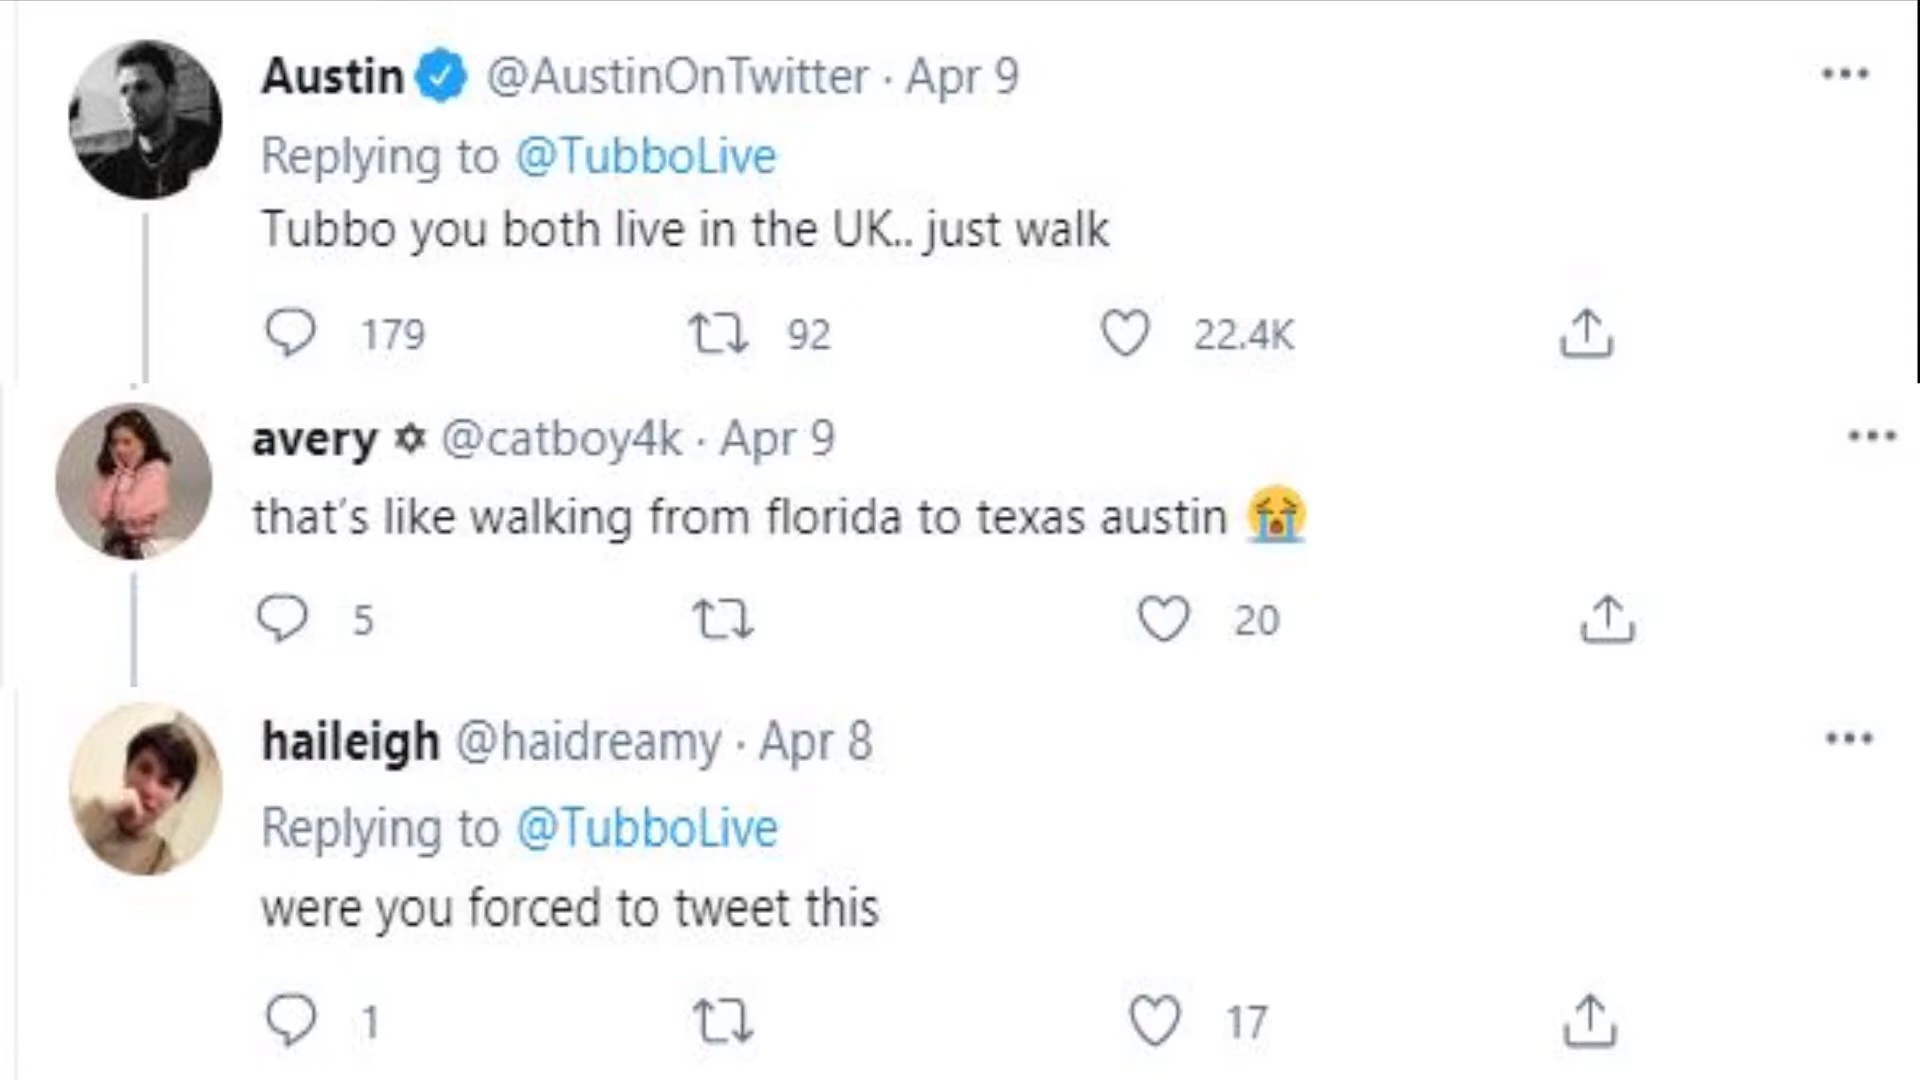 Austin @AustinOnTwitter · Apr 9
Replying to @TubboLive
Tubbo you both live in the UK.. just walk
179 92 22.4K
avery ✡ @catboy4k · Apr 9
that's like walking from florida to texas austin 😭
5 20
haileigh @haidreamy · Apr 8
Replying to @TubboLive
were you forced to tweet this
1 17